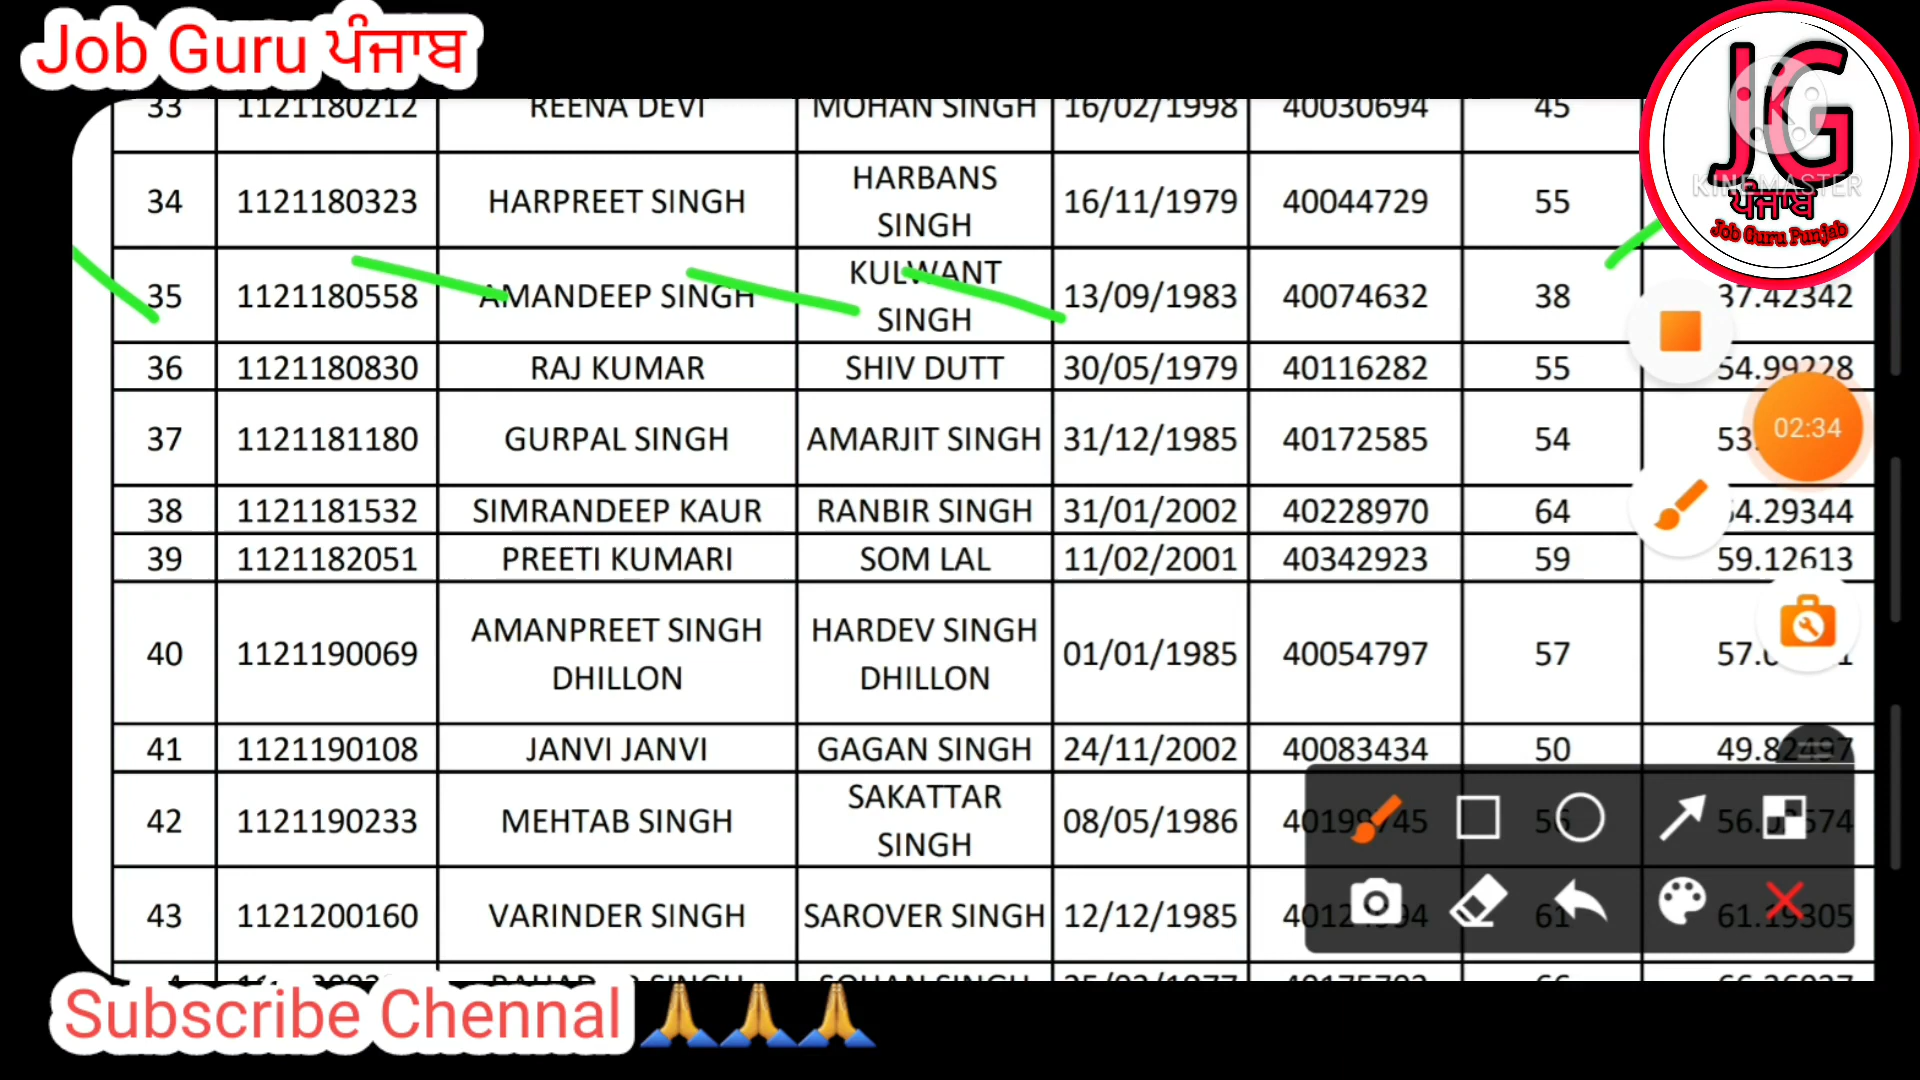 Job Guru ਪੰਜਾਬ
JG
KINEMASTER
ਪੰਜਾਬ
Job Guru Punjab
33 1121180212 REENA DEVI MOHAN SINGH 16/02/1998 40030694 45
34 1121180323 HARPREET SINGH HARBANS SINGH 16/11/1979 40044729 55
35 1121180558 AMANDEEP SINGH KULWANT SINGH 13/09/1983 40074632 38 37.42342
36 1121180830 RAJ KUMAR SHIV DUTT 30/05/1979 40116282 55 54.99228
37 1121181180 GURPAL SINGH AMARJIT SINGH 31/12/1985 40172585 54 53.
02:34
38 1121181532 SIMRANDEEP KAUR RANBIR SINGH 31/01/2002 40228970 64 4.29344
39 1121182051 PREETI KUMARI SOM LAL 11/02/2001 40342923 59 59.12613
40 1121190069 AMANPREET SINGH DHILLON HARDEV SINGH DHILLON 01/01/1985 40054797 57 57.
41 1121190108 JANVI JANVI GAGAN SINGH 24/11/2002 40083434 50 49.82497
42 1121190233 MEHTAB SINGH SAKATTAR SINGH 08/05/1986 56
43 1121200160 VARINDER SINGH SAROVER SINGH 12/12/1985 61 61.19305
Subscribe Chennal 🙏🙏🙏